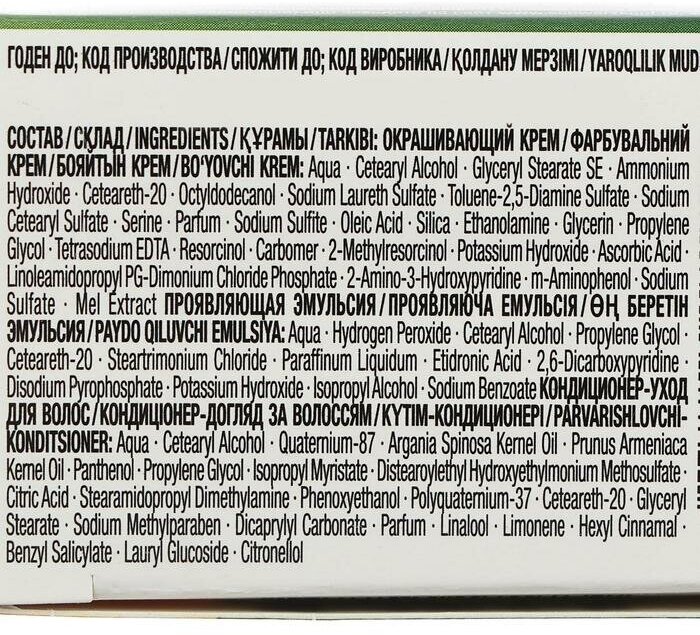 ГОДЕН ДО; КОД ПРОИЗВОДСТВА / СПОЖИТИ ДО; КОД ВИРОБНИКА / ҚОЛДАНУ МЕРЗІМІ / YAROQLILIK MUD
СОСТАВ / СКЛАД / INGREDIENTS / ҚҰРАМЫ / TARKIBI: ОКРАШИВАЮЩИЙ КРЕМ / ФАРБУВАЛЬНИЙ
КРЕМ / БОЯЙТЫН КРЕМ / BO'YOVCHI KREM: Aqua · Cetearyl Alcohol · Glyceryl Stearate SE · Ammonium
Hydroxide · Ceteareth-20 · Octyldodecanol · Sodium Laureth Sulfate · Toluene-2,5-Diamine Sulfate · Sodium
Cetearyl Sulfate · Serine · Parfum · Sodium Sulfite · Oleic Acid · Silica · Ethanolamine · Glycerin · Propylene
Glycol · Tetrasodium EDTA · Resorcinol · Carbomer · 2-Methylresorcinol · Potassium Hydroxide · Ascorbic Acid ·
Linoleamidopropyl PG-Dimonium Chloride Phosphate · 2-Amino-3-Hydroxypyridine · m-Aminophenol · Sodium
Sulfate · Mel Extract ПРОЯВЛЯЮЩАЯ ЭМУЛЬСИЯ / ПРОЯВЛЯЮЧА ЕМУЛЬСІЯ / ӨҢ БЕРЕТІН
ЭМУЛЬСИЯ / PAYDO QILUVCHI EMULSIYA: Aqua · Hydrogen Peroxide · Cetearyl Alcohol · Propylene Glycol ·
Ceteareth-20 · Steartrimonium Chloride · Paraffinum Liquidum · Etidronic Acid · 2,6-Dicarboxypyridine ·
Disodium Pyrophosphate · Potassium Hydroxide · Isopropyl Alcohol · Sodium Benzoate КОНДИЦИОНЕР-УХОД
ДЛЯ ВОЛОС / КОНДИЦІОНЕР-ДОГЛЯД ЗА ВОЛОССЯМ / КҮТІМ-КОНДИЦИОНЕРІ / PARVARISHLOVCHI-
KONDITSIONER: Aqua · Cetearyl Alcohol · Quaternium-87 · Argania Spinosa Kernel Oil · Prunus Armeniaca
Kernel Oil · Panthenol · Propylene Glycol · Isopropyl Myristate · Distearoylethyl Hydroxyethylmonium Methosulfate ·
Citric Acid · Stearamidopropyl Dimethylamine · Phenoxyethanol · Polyquaternium-37 · Ceteareth-20 · Glyceryl
Stearate · Sodium Methylparaben · Dicaprylyl Carbonate · Parfum · Linalool · Limonene · Hexyl Cinnamal ·
Benzyl Salicylate · Lauryl Glucoside · Citronellol